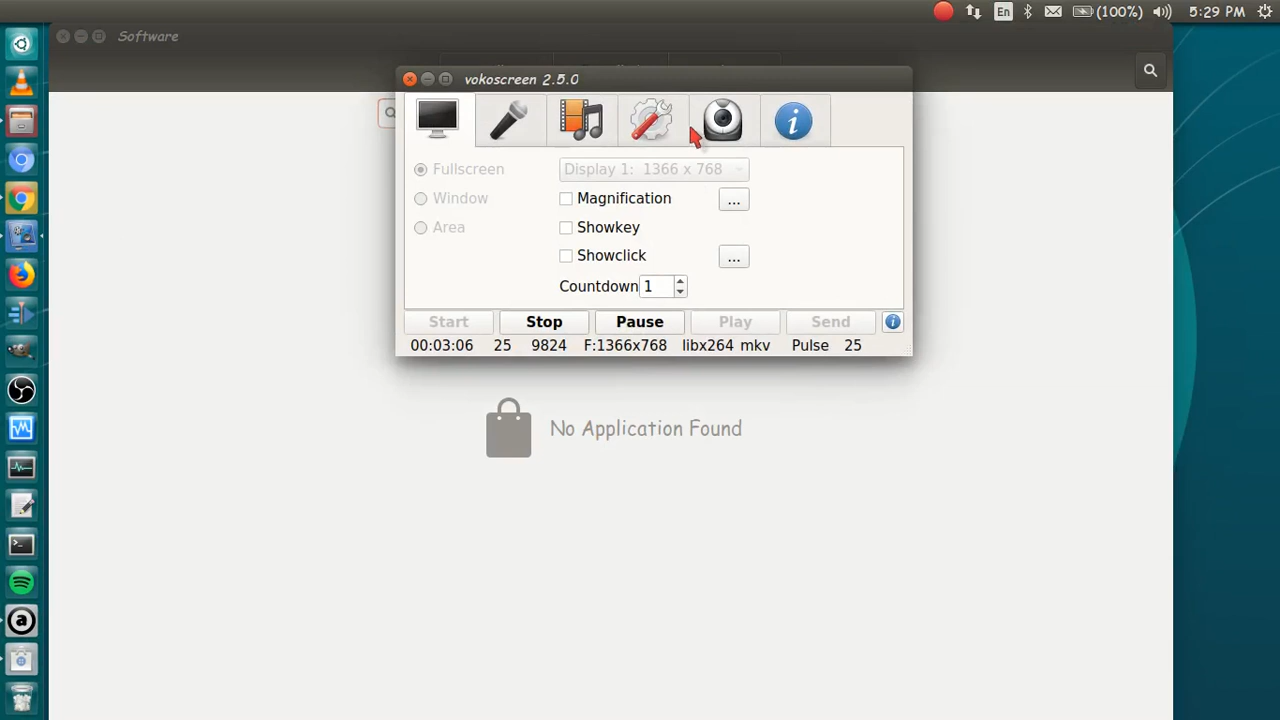 En
(100%)
5:29 PM
Software
vokoscreen 2.5.0
Fullscreen
Display 1: 1366 x 768
Window
Magnification
...
Area
Showkey
Showclick
...
Countdown 1
Start
Stop
Pause
Play
Send
00:03:06 25 9824 F:1366x768 libx264 mkv Pulse 25
No Application Found